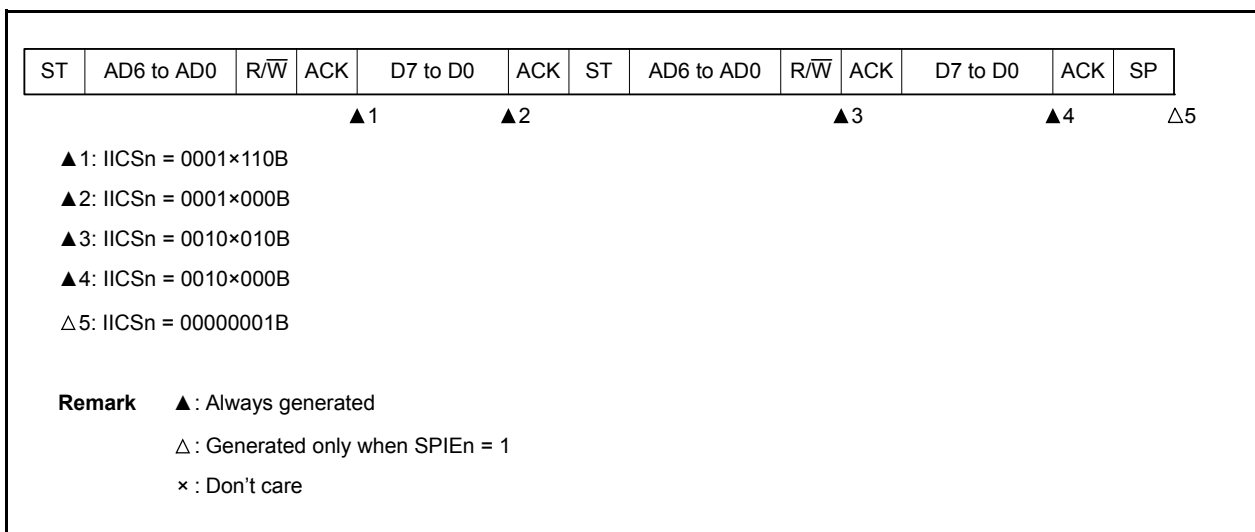 ST AD6 to AD0 R/W̅ ACK D7 to D0 ACK ST AD6 to AD0 R/W̅ ACK D7 to D0 ACK SP
▲1 ▲2 ▲3 ▲4 △5
▲1: IICSn = 0001×110B
▲2: IICSn = 0001×000B
▲3: IICSn = 0010×010B
▲4: IICSn = 0010×000B
△5: IICSn = 00000001B
Remark ▲: Always generated
△: Generated only when SPIEn = 1
×: Don't care